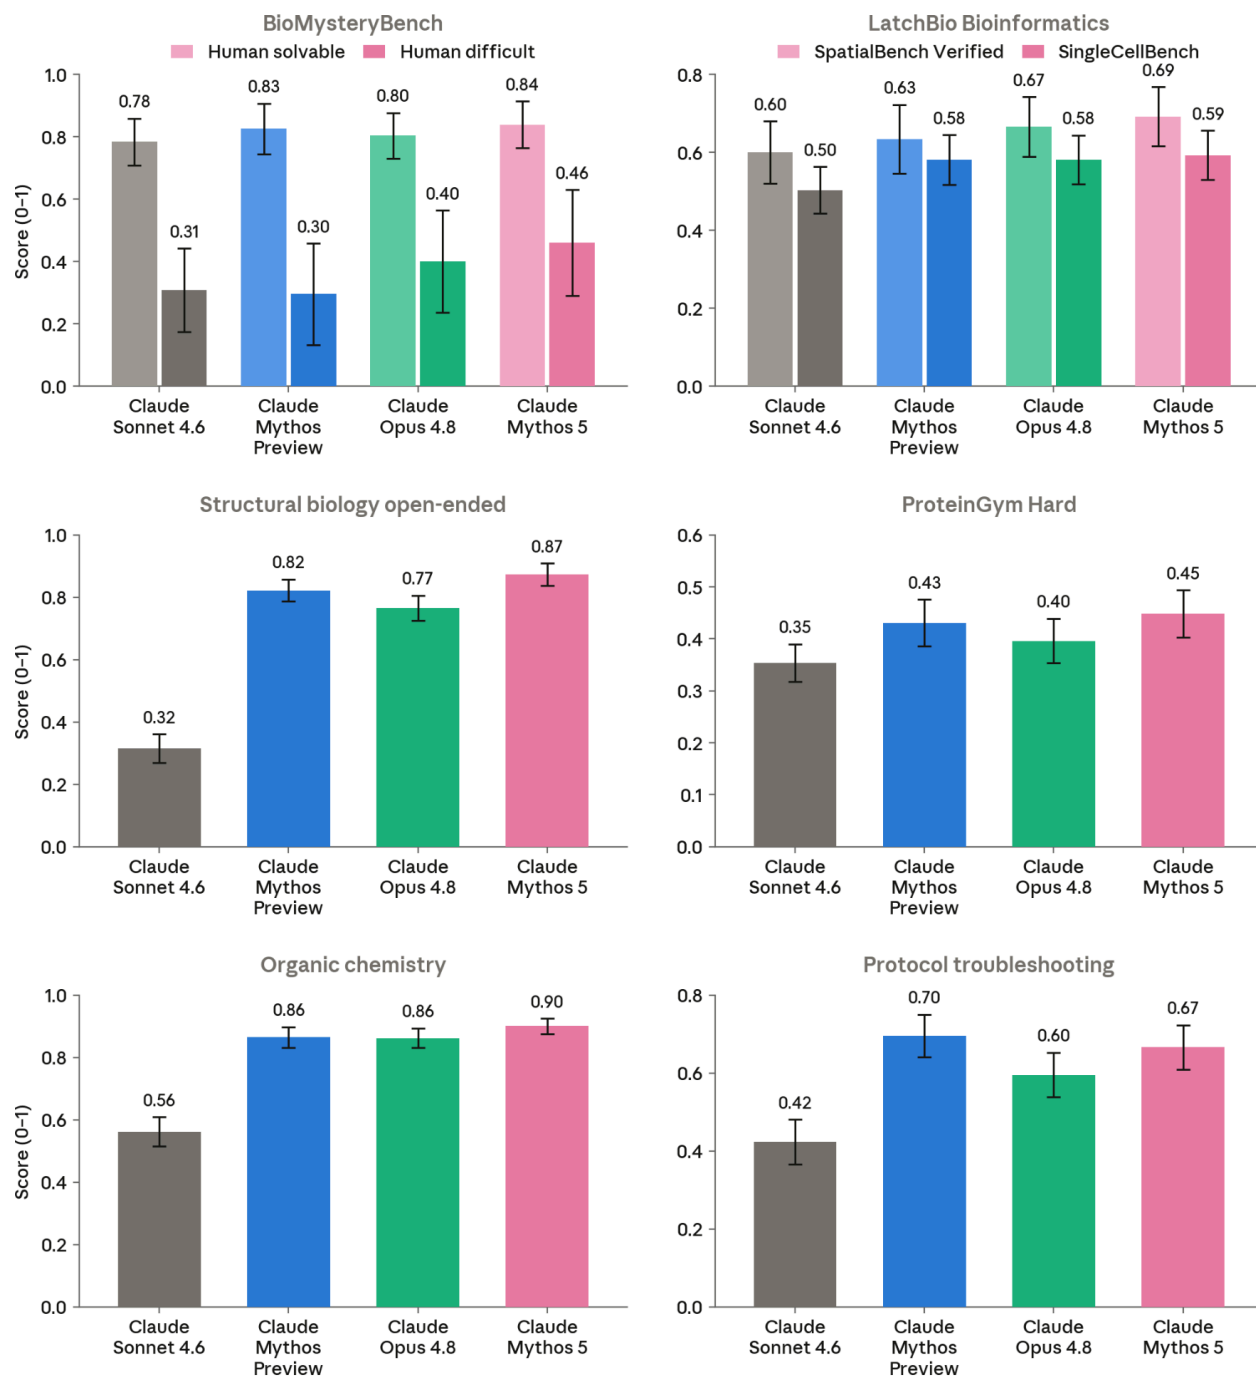 BioMysteryBench
Human solvable
Human difficult
Score (0–1)
1.0
0.8
0.6
0.4
0.2
0.0
0.78
0.31
0.83
0.30
0.80
0.40
0.84
0.46
Claude
Sonnet 4.6
Claude
Mythos
Preview
Claude
Opus 4.8
Claude
Mythos 5
LatchBio Bioinformatics
SpatialBench Verified
SingleCellBench
0.8
0.6
0.4
0.2
0.0
0.60
0.50
0.63
0.58
0.67
0.58
0.69
0.59
Claude
Sonnet 4.6
Claude
Mythos
Preview
Claude
Opus 4.8
Claude
Mythos 5
Structural biology open-ended
Score (0–1)
1.0
0.8
0.6
0.4
0.2
0.0
0.32
0.82
0.77
0.87
Claude
Sonnet 4.6
Claude
Mythos
Preview
Claude
Opus 4.8
Claude
Mythos 5
ProteinGym Hard
0.6
0.5
0.4
0.3
0.2
0.1
0.0
0.35
0.43
0.40
0.45
Claude
Sonnet 4.6
Claude
Mythos
Preview
Claude
Opus 4.8
Claude
Mythos 5
Organic chemistry
Score (0–1)
1.0
0.8
0.6
0.4
0.2
0.0
0.56
0.86
0.86
0.90
Claude
Sonnet 4.6
Claude
Mythos
Preview
Claude
Opus 4.8
Claude
Mythos 5
Protocol troubleshooting
0.8
0.6
0.4
0.2
0.0
0.42
0.70
0.60
0.67
Claude
Sonnet 4.6
Claude
Mythos
Preview
Claude
Opus 4.8
Claude
Mythos 5